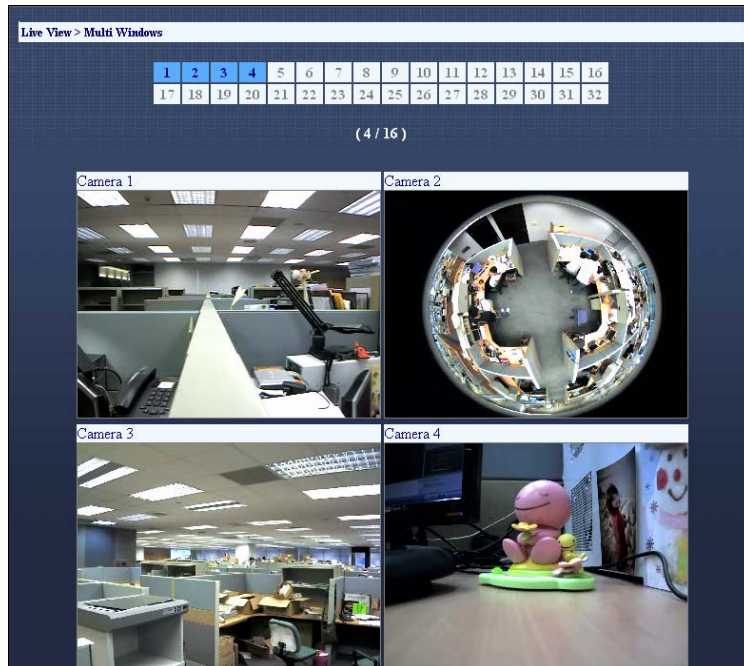 Live View > Multi Windows
1 2 3 4 5 6 7 8 9 10 11 12 13 14 15 16
17 18 19 20 21 22 23 24 25 26 27 28 29 30 31 32
( 4 / 16 )
Camera 1
Camera 2
Camera 3
Camera 4